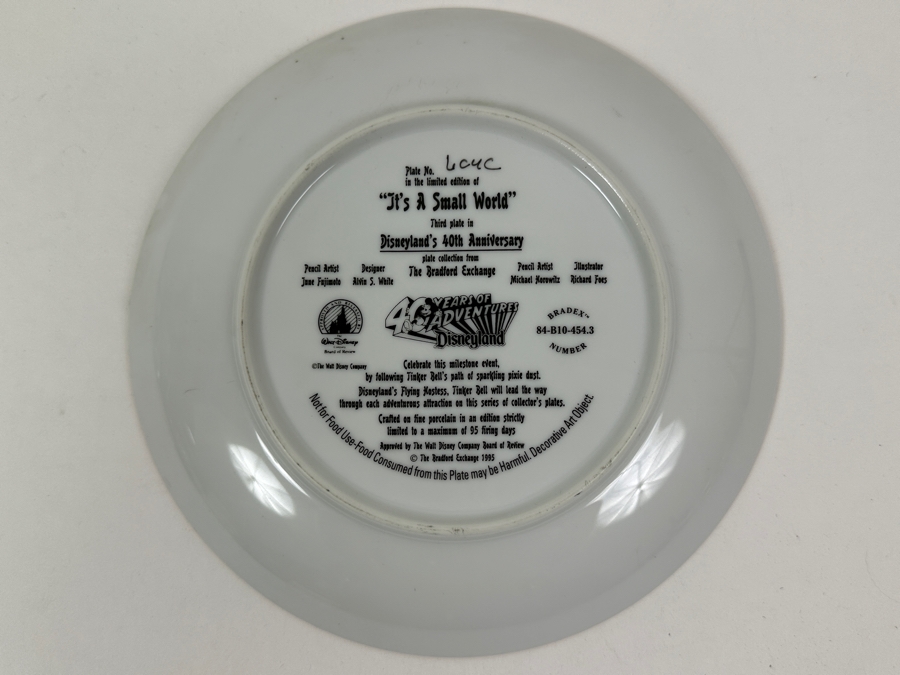 Plate No.
in the limited edition of
"It's A Small World"
Third plate in
Disneyland's 40th Anniversary
plate collection from
The Bradford Exchange
Pencil Artist
June Fujimoto
Designer
Alvin S. White
Pencil Artist
Michael Horowitz
Illustrator
Richard Foes
Walt Disney
Board of Review
©The Walt Disney Company
40 YEARS OF
ADVENTURES
Disneyland
BRADEX™
84-B10-454.3
NUMBER
Celebrate this milestone event,
by following Tinker Bell's path of sparkling pixie dust.
Disneyland's Flying Hostess, Tinker Bell will lead the way
through each adventurous attraction on this series of collector's plates.
Crafted on fine porcelain in an edition strictly
limited to a maximum of 95 firing days
Approved by The Walt Disney Company Board of Review
© The Bradford Exchange 1995
Not for Food Use-Food Consumed from this Plate may be Harmful. Decorative Art Object.